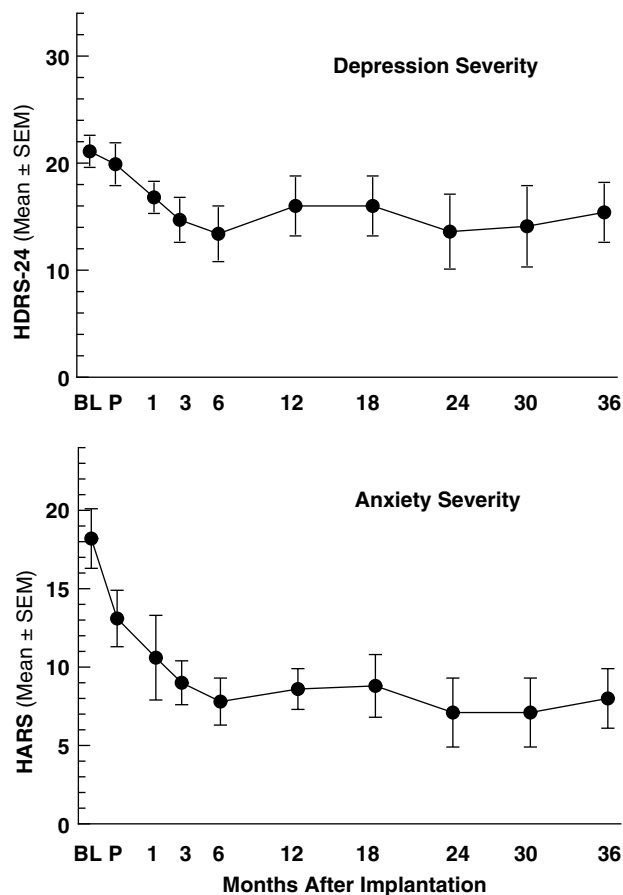 Depression Severity
HDRS-24 (Mean ± SEM)
30
20
10
0
BL P 1 3 6 12 18 24 30 36
Anxiety Severity
HARS (Mean ± SEM)
20
15
10
5
0
BL P 1 3 6 12 18 24 30 36
Months After Implantation